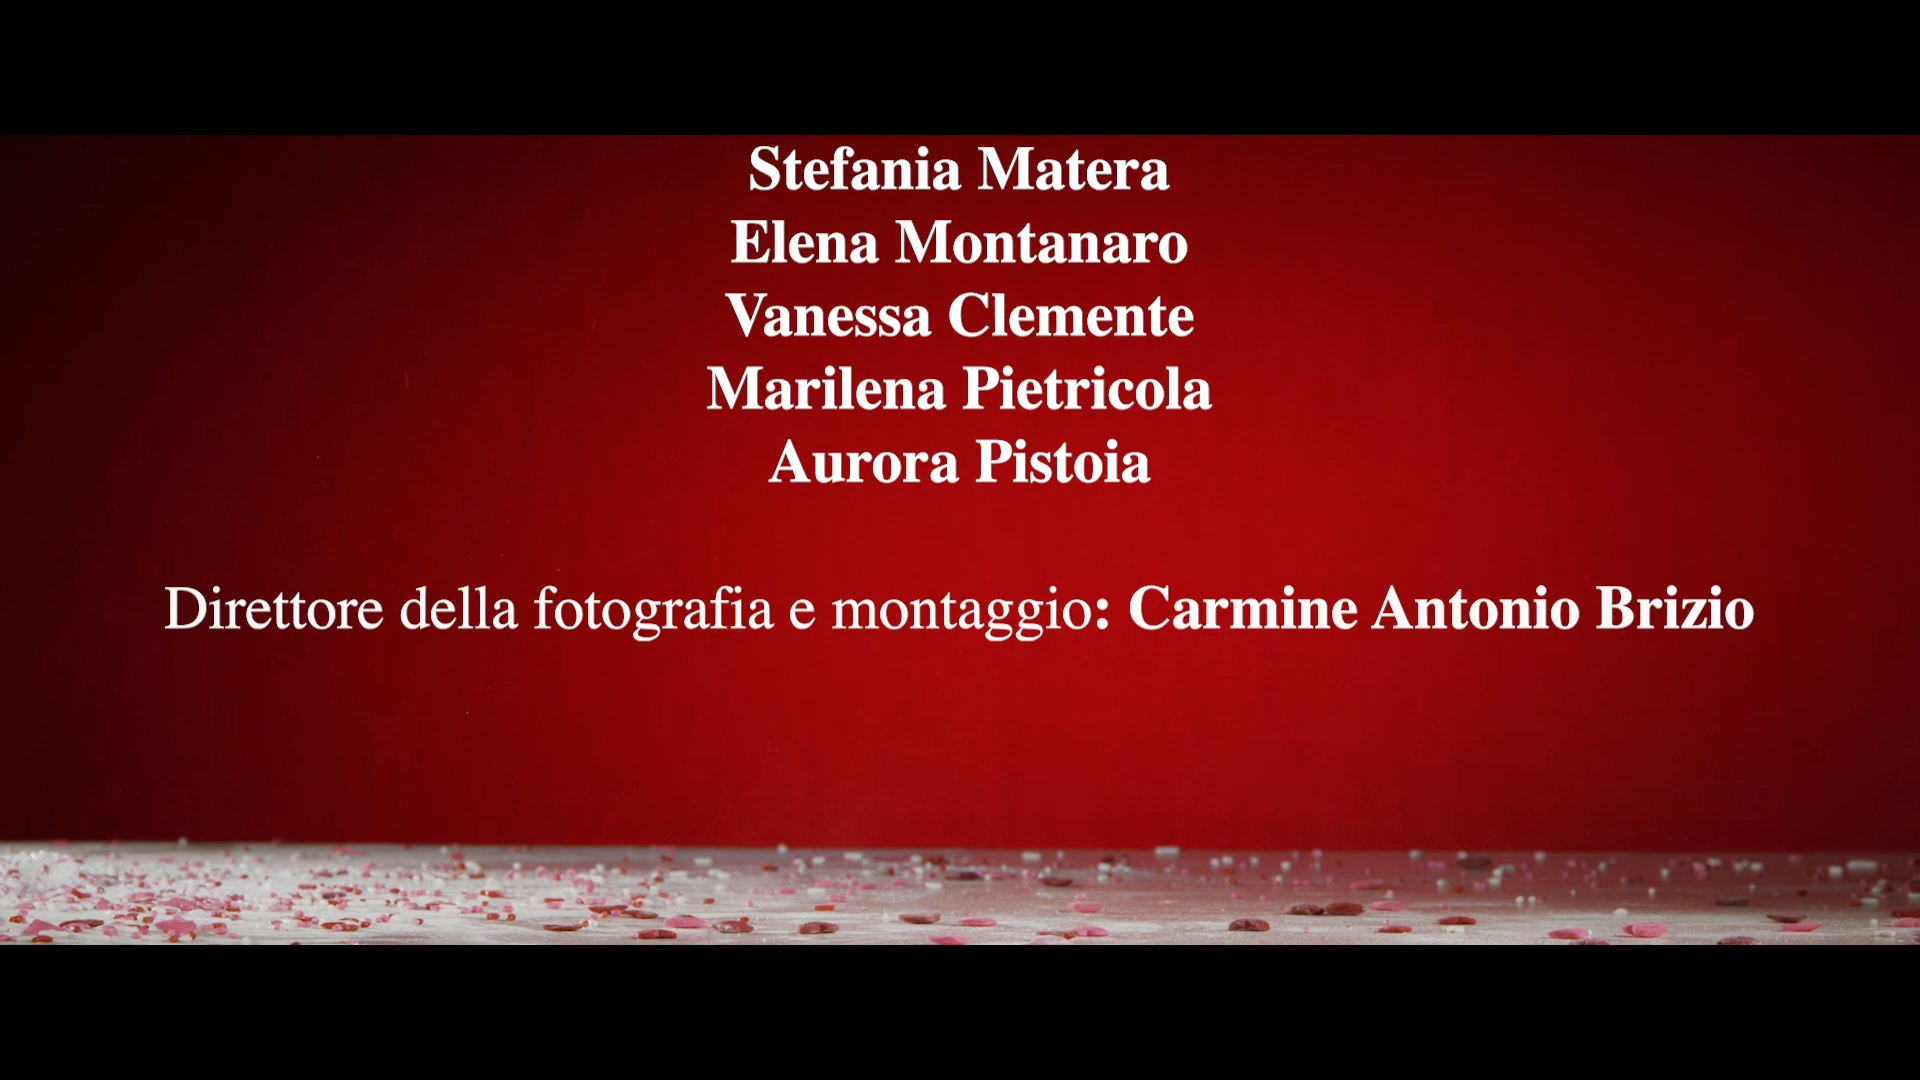 Stefania Matera
Elena Montanaro
Vanessa Clemente
Marilena Pietricola
Aurora Pistoia
Direttore della fotografia e montaggio: Carmine Antonio Brizio